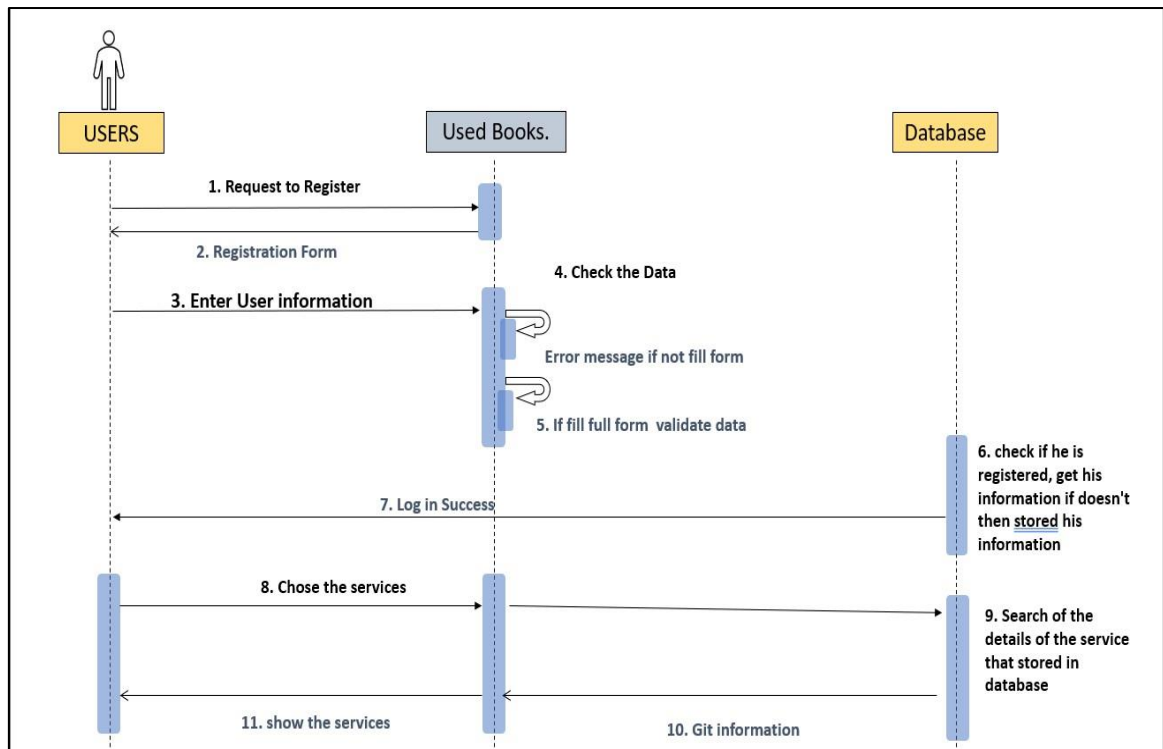 USERS
Used Books.
Database
1. Request to Register
2. Registration Form
4. Check the Data
3. Enter User information
Error message if not fill form
5. If fill full form validate data
6. check if he is
registered, get his
information if doesn't
then stored his
information
7. Log in Success
8. Chose the services
9. Search of the
details of the service
that stored in
database
11. show the services
10. Git information